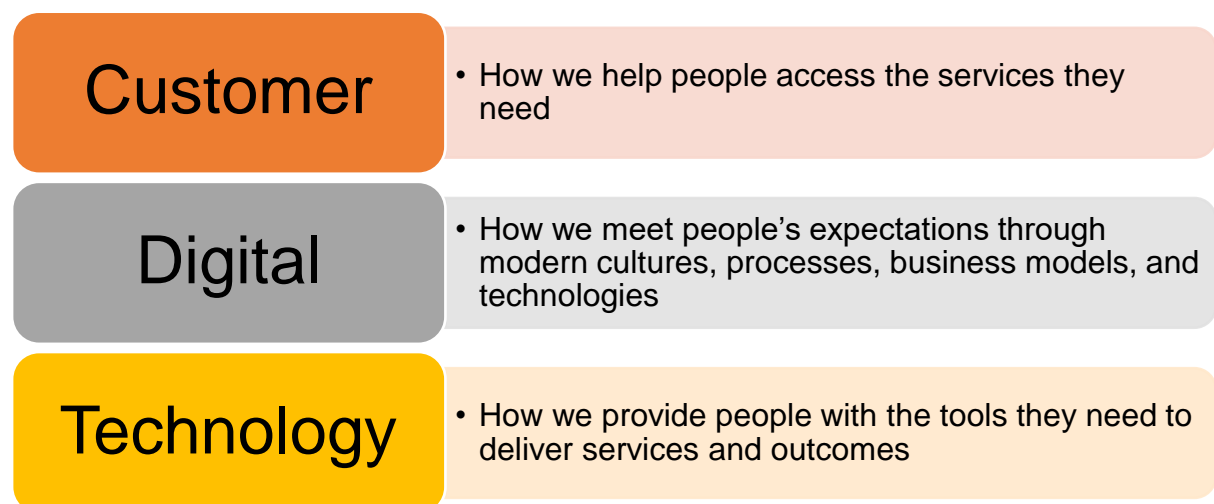 Customer
• How we help people access the services they
need
Digital
• How we meet people’s expectations through
modern cultures, processes, business models, and
technologies
Technology
• How we provide people with the tools they need to
deliver services and outcomes